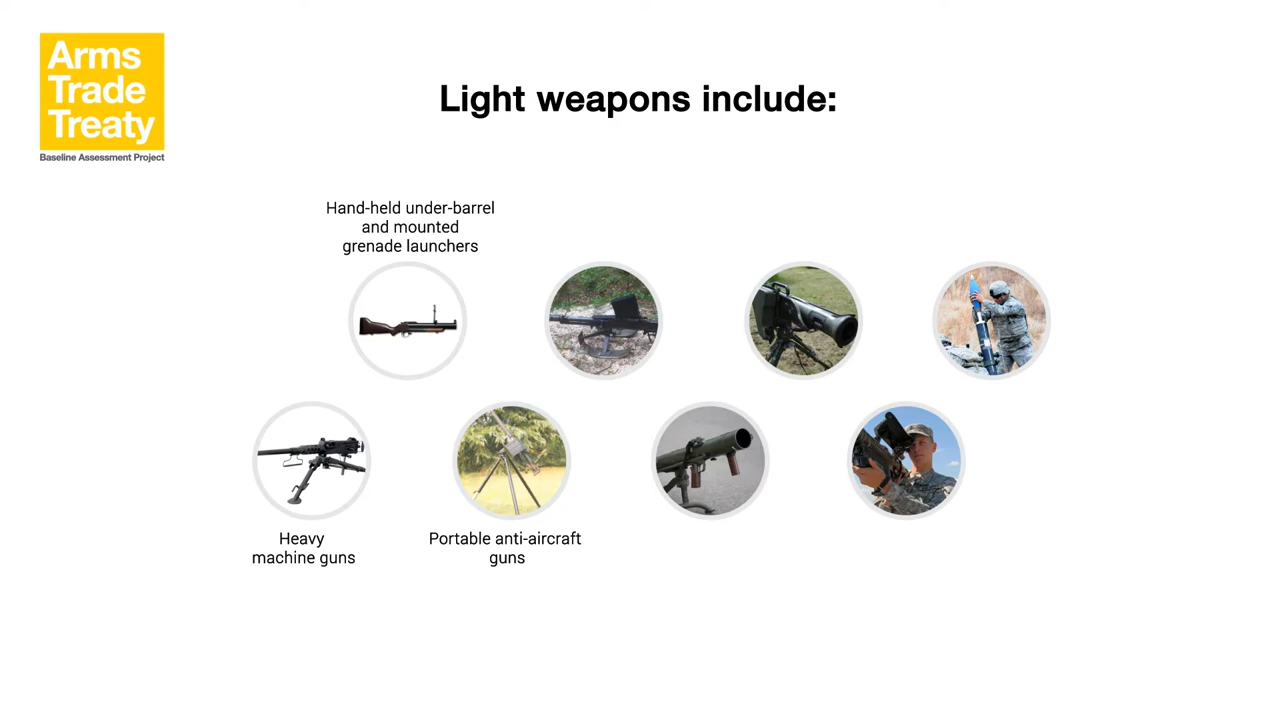 Arms
Trade
Treaty
Baseline Assessment Project
Light weapons include:
Hand-held under-barrel
and mounted
grenade launchers
Heavy
machine guns
Portable anti-aircraft
guns